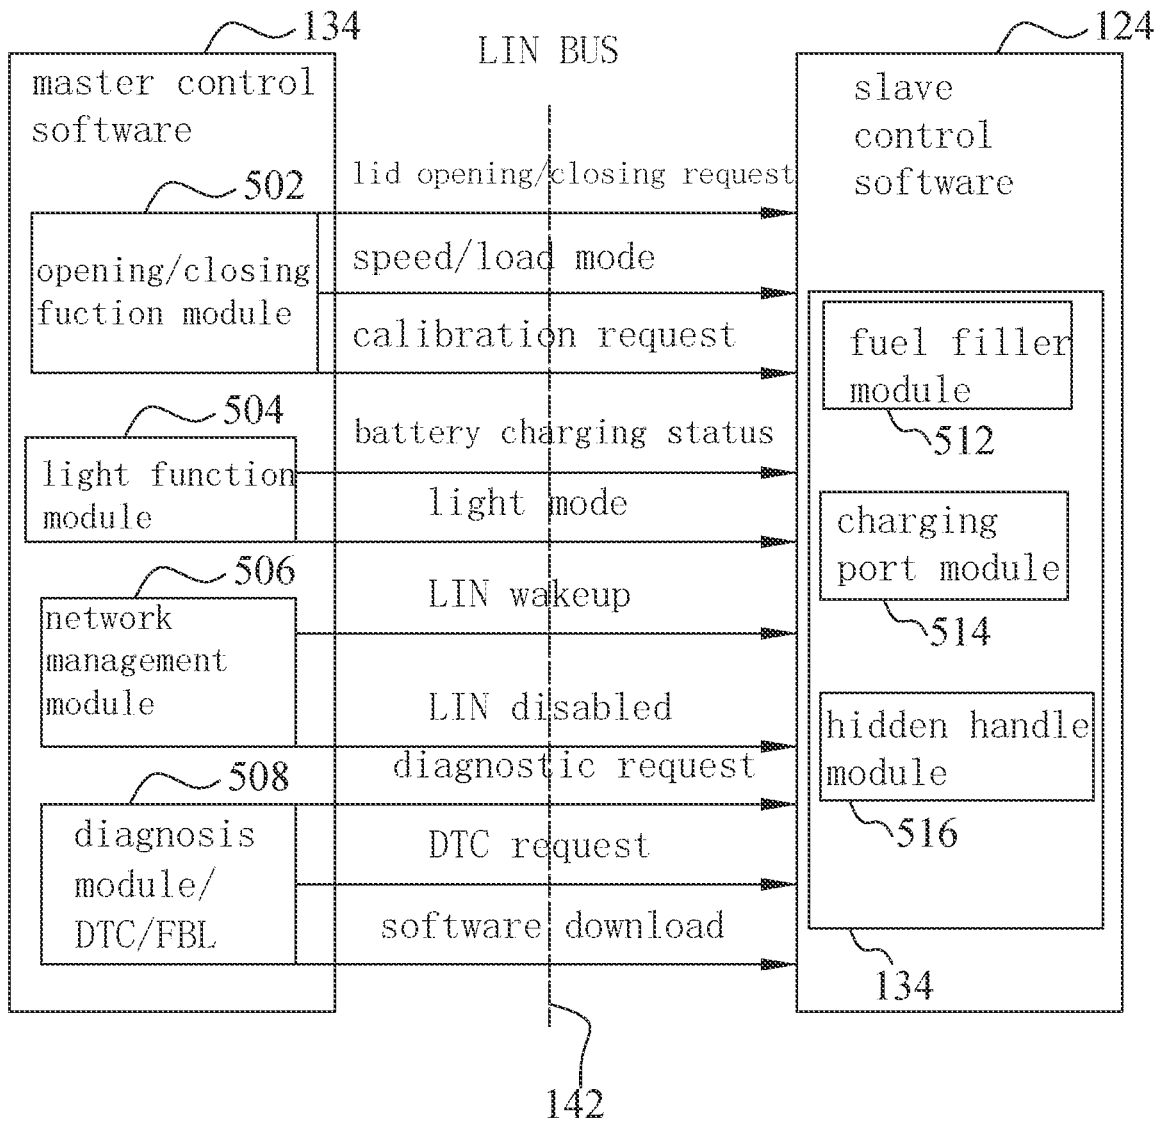 134
LIN BUS
124
master control
software
slave
control
software
502
lid opening/closing request
opening/closing
fuction module
speed/load mode
calibration request
fuel filler
module
512
504
battery charging status
light function
module
light mode
charging
port module
514
506
LIN wakeup
network
management
module
LIN disabled
hidden handle
module
516
508
diagnostic request
diagnosis
module/
DTC/FBL
DTC request
software download
134
142